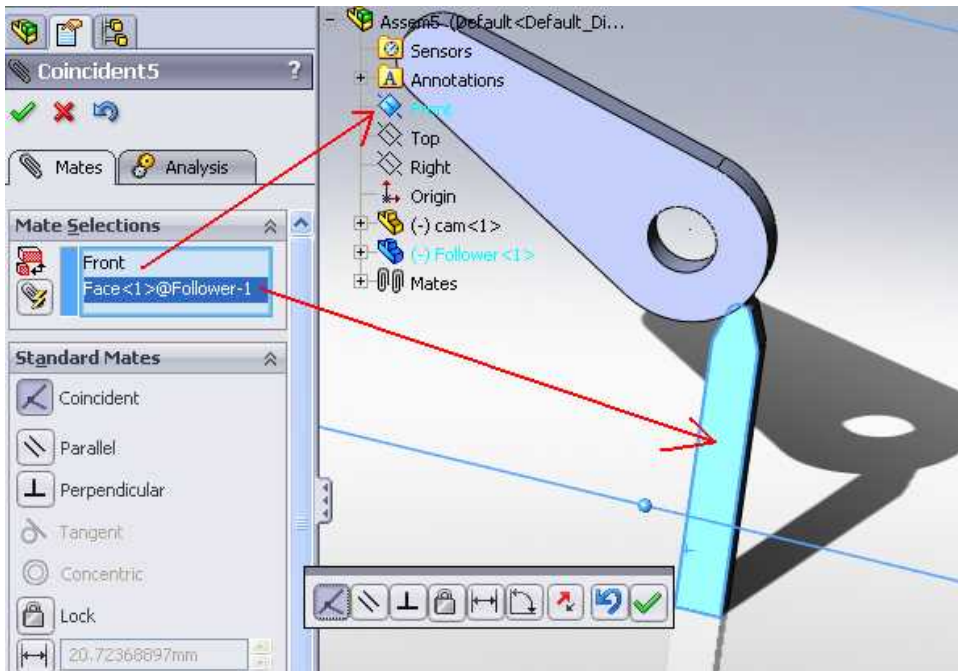 Coincident5 ?
Mates Analysis
Mate Selections
Front
Face<1>@Follower-1
Standard Mates
Coincident
Parallel
Perpendicular
Tangent
Concentric
Lock
20.72368897mm
Assem5 (Default<Default_Di...
Sensors
A Annotations
Front
Top
Right
Origin
(-) cam<1>
(-) Follower<1>
Mates